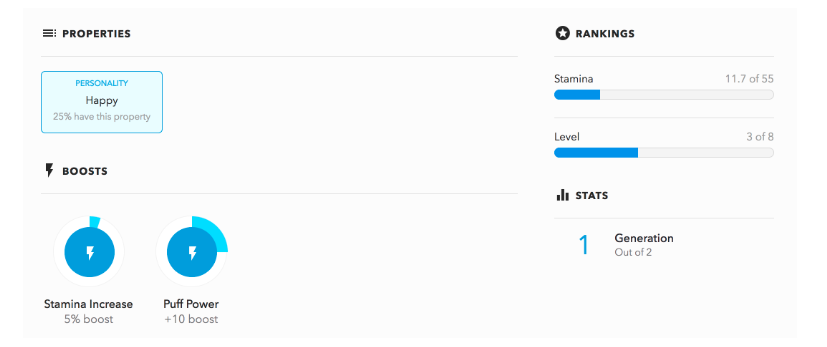 PROPERTIES
PERSONALITY
Happy
25% have this property
BOOSTS
Stamina Increase
5% boost
Puff Power
+10 boost
RANKINGS
Stamina 11.7 of 55
Level 3 of 8
STATS
1 Generation
Out of 2